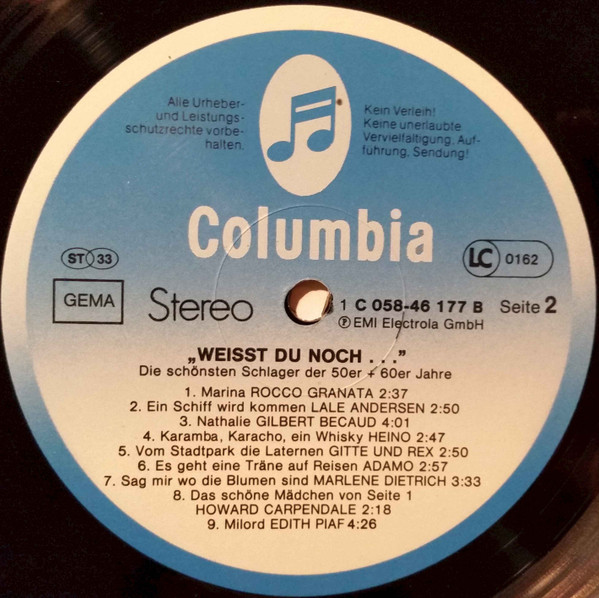 Alle Urheber-
und Leistungs-
schutzrechte vorbe-
halten.
Kein Verleih!
Keine unerlaubte
Vervielfältigung, Auf-
führung, Sendung!
Columbia
ST 33
LC 0162
GEMA
Stereo
1 C 058-46 177 B Seite 2
Ⓟ EMI Electrola GmbH
„WEISST DU NOCH . . .”
Die schönsten Schlager der 50er + 60er Jahre
1. Marina ROCCO GRANATA 2:37
2. Ein Schiff wird kommen LALE ANDERSEN 2:50
3. Nathalie GILBERT BECAUD 4:01
4. Karamba, Karacho, ein Whisky HEINO 2:47
5. Vom Stadtpark die Laternen GITTE UND REX 2:50
6. Es geht eine Träne auf Reisen ADAMO 2:57
7. Sag mir wo die Blumen sind MARLENE DIETRICH 3:33
8. Das schöne Mädchen von Seite 1
HOWARD CARPENDALE 2:18
9. Milord EDITH PIAF 4:26